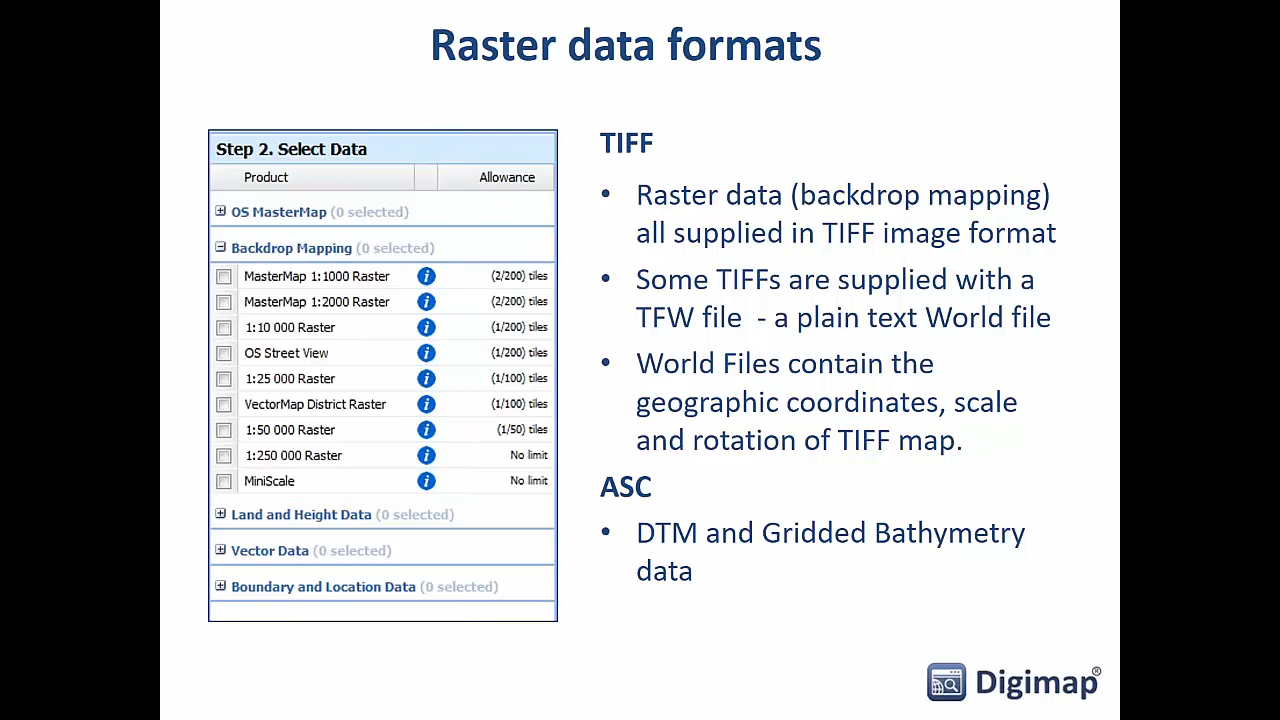 Raster data formats
Step 2. Select Data
Product Allowance
OS MasterMap (0 selected)
Backdrop Mapping (0 selected)
MasterMap 1:1000 Raster i (2/200) tiles
MasterMap 1:2000 Raster i (2/200) tiles
1:10 000 Raster i (1/200) tiles
OS Street View i (1/200) tiles
1:25 000 Raster i (1/100) tiles
VectorMap District Raster i (1/100) tiles
1:50 000 Raster i (1/50) tiles
1:250 000 Raster i No limit
MiniScale i No limit
Land and Height Data (0 selected)
Vector Data (0 selected)
Boundary and Location Data (0 selected)
TIFF
• Raster data (backdrop mapping)
all supplied in TIFF image format
• Some TIFFs are supplied with a
TFW file - a plain text World file
• World Files contain the
geographic coordinates, scale
and rotation of TIFF map.
ASC
• DTM and Gridded Bathymetry
data
Digimap®